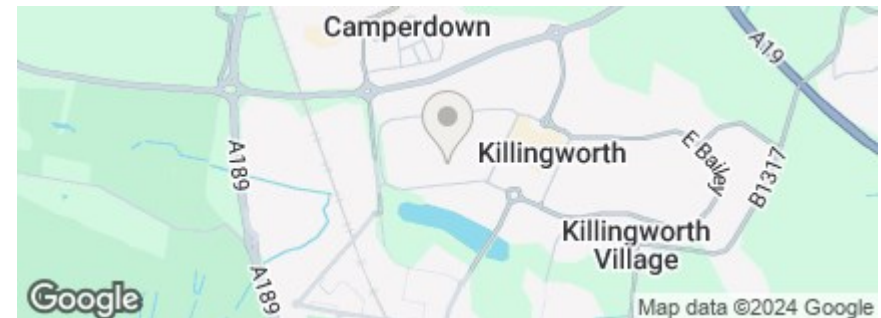 Camperdown
A19
Killingworth
E Bailey
B1317
A189
Killingworth
Village
A189
Google
Map data ©2024 Google